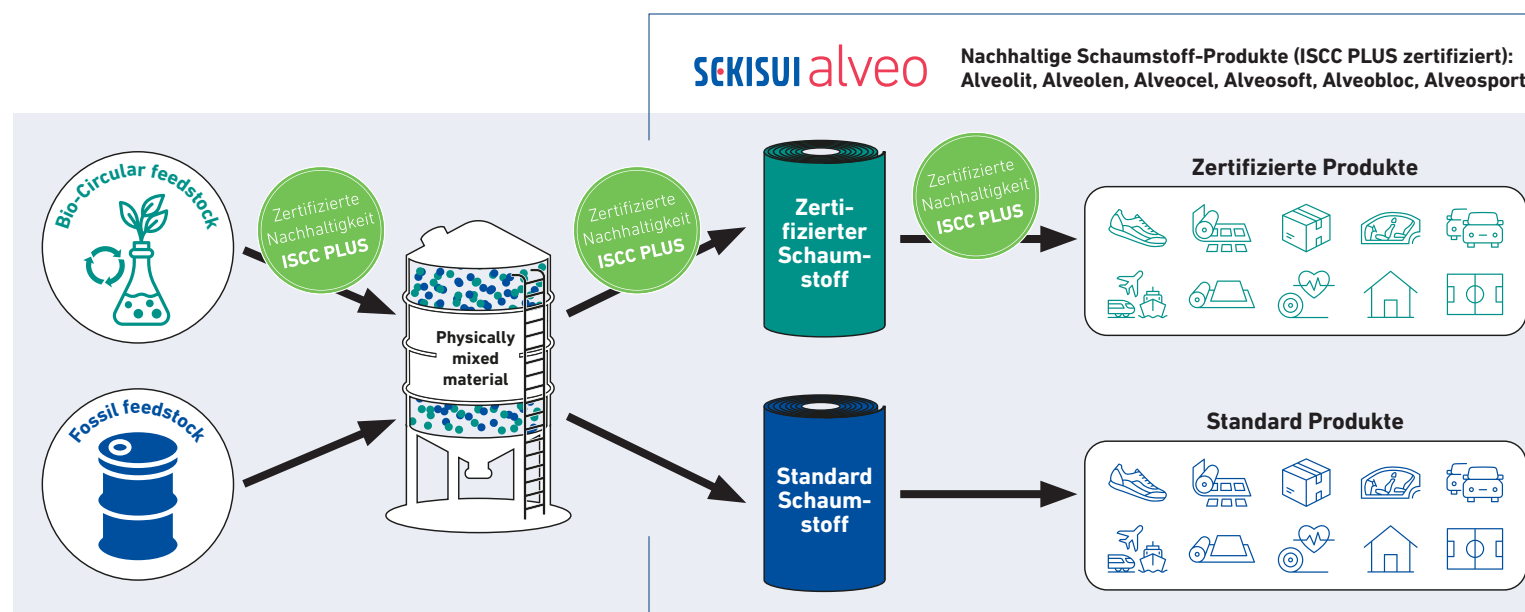 SEKISUI alveo
Nachhaltige Schaumstoff-Produkte (ISCC PLUS zertifiziert):
Alveolit, Alveolen, Alveocel, Alveosoft, Alveobloc, Alveosport
Bio-Circular feedstock
Zertifizierte
Nachhaltigkeit
ISCC PLUS
Zertifizierte
Nachhaltigkeit
ISCC PLUS
Zerti-
fizierter
Schaum-
stoff
Zertifizierte
Nachhaltigkeit
ISCC PLUS
Zertifizierte Produkte
Physically
mixed
material
Fossil feedstock
Standard
Schaum-
stoff
Standard Produkte